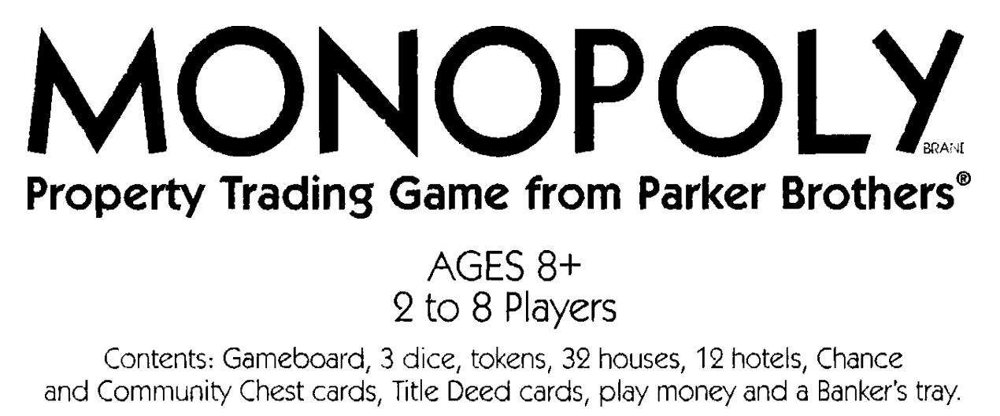 MONOPOLY
BRAND
Property Trading Game from Parker Brothers®
AGES 8+
2 to 8 Players
Contents: Gameboard, 3 dice, tokens, 32 houses, 12 hotels, Chance
and Community Chest cards, Title Deed cards, play money and a Banker's tray.